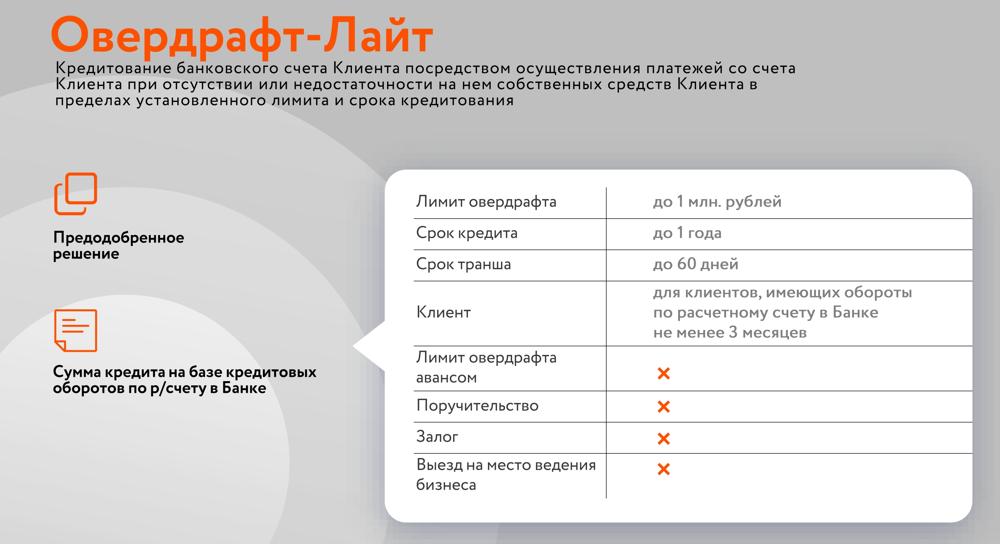 Овердрафт-Лайт
Кредитование банковского счета Клиента посредством осуществления платежей со счета
Клиента при отсутствии или недостаточности на нем собственных средств Клиента в
пределах установленного лимита и срока кредитования
Предодобренное
решение
Сумма кредита на базе кредитовых
оборотов по р/счету в Банке
Лимит овердрафта
до 1 млн. рублей
Срок кредита
до 1 года
Срок транша
до 60 дней
Клиент
для клиентов, имеющих обороты
по расчетному счету в Банке
не менее 3 месяцев
Лимит овердрафта
авансом
Поручительство
Залог
Выезд на место ведения
бизнеса